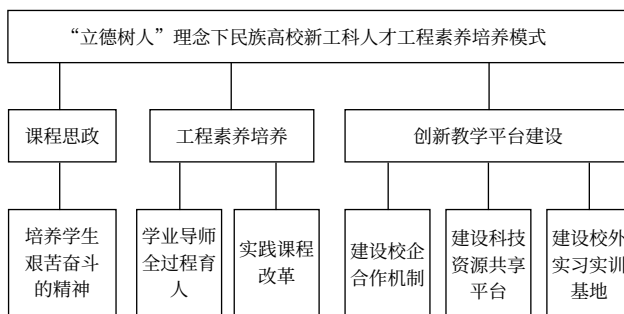 “立德树人”理念下民族高校新工科人才工程素养培养模式
课程思政
工程素养培养
创新教学平台建设
培养学生
艰苦奋斗
的精神
学业导师
全过程育
人
实践课程
改革
建设校企
合作机制
建设科技
资源共享
平台
建设校外
实习实训
基地